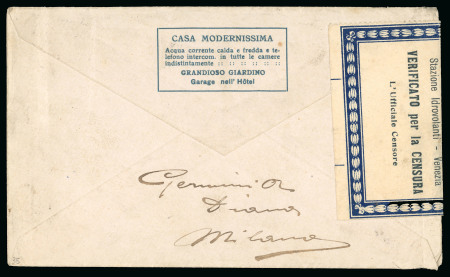 CASA MODERNISSIMA
Acqua corrente calda e fredda e te-
lefono intercom. in tutte le camere
indistintamente :: :: :: :: :: ::
GRANDIOSO GIARDINO
Garage nell'Hôtel
Stazione Idrovolanti - Venezia
VERIFICATO per la CENSURA
L'Ufficiale Censore
Diana
Milano